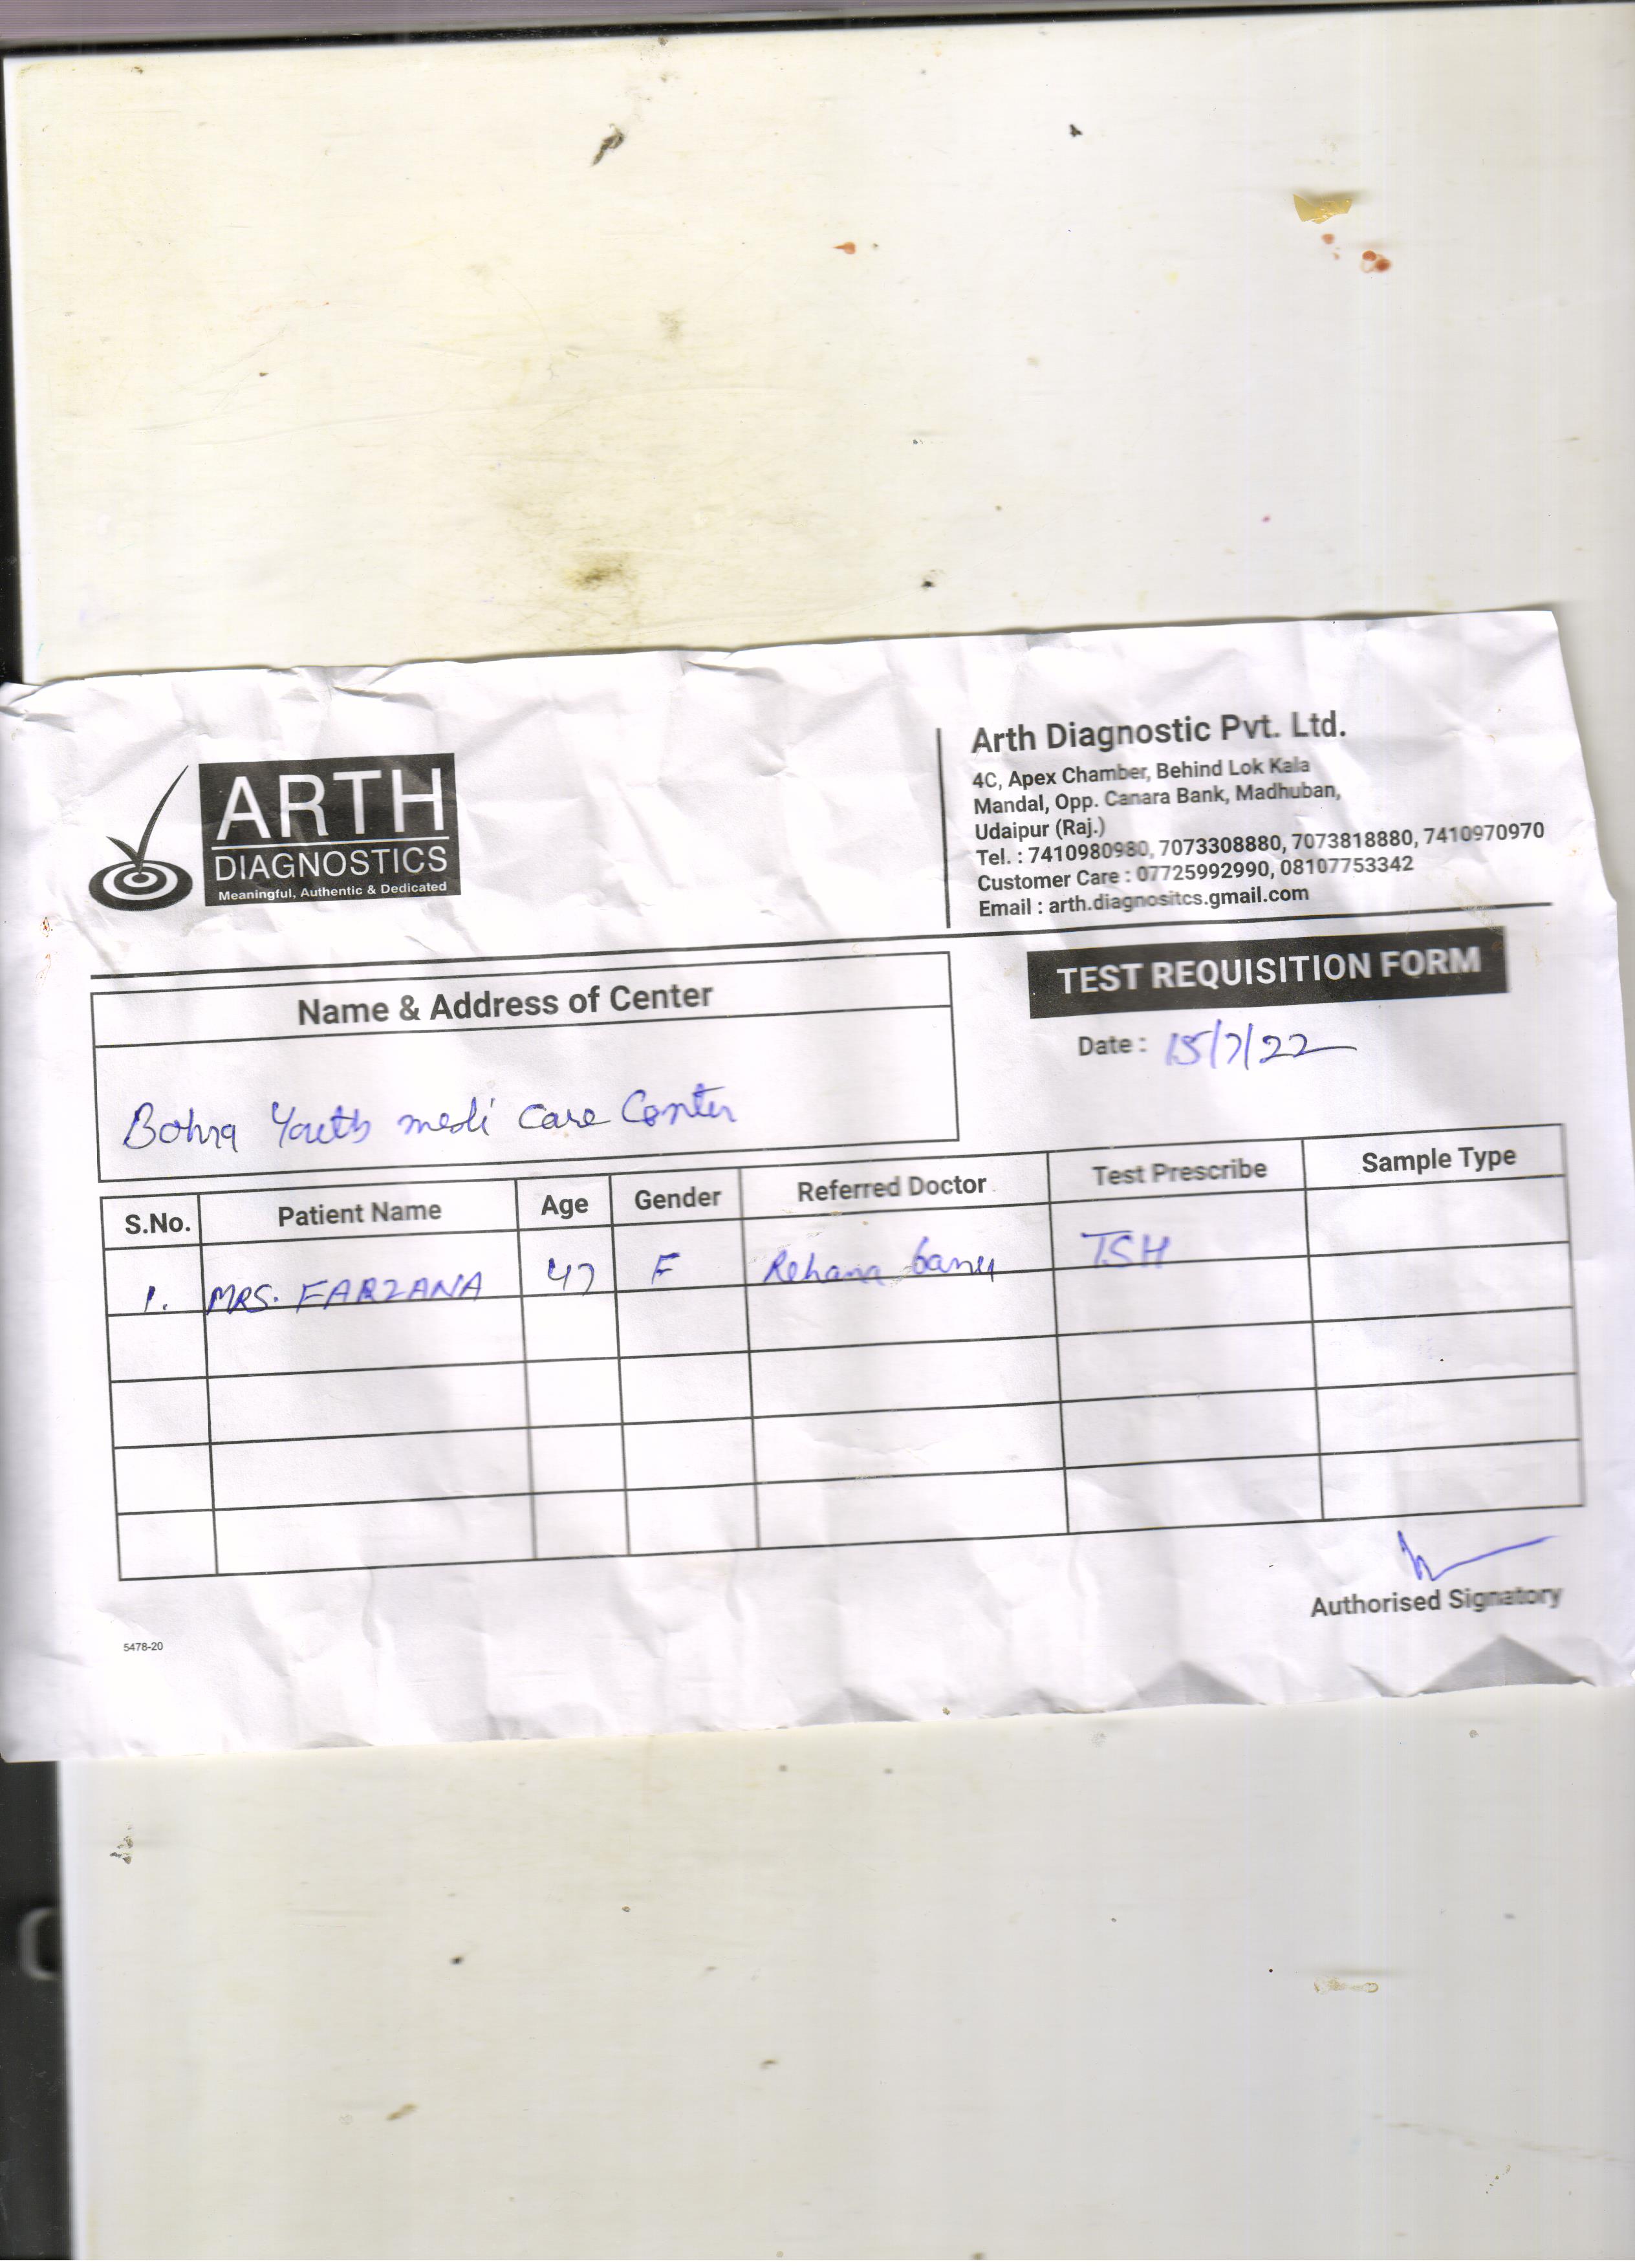 ARTH
DIAGNOSTICS
Meaningful, Authentic & Dedicated
Arth Diagnostic Pvt. Ltd.
4C, Apex Chamber, Behind Lok Kala
Mandal, Opp. Canara Bank, Madhuban,
Udaipur (Raj.)
Tel. : 7410980980, 7073308880, 7073818880, 7410970970
Customer Care : 07725992990, 08107753342
Email : arth.diagnositcs.gmail.com
TEST REQUISITION FORM
Date : 15/7/22
Name & Address of Center
Bohra Youth medi Care Center
S.No. Patient Name Age Gender Referred Doctor Test Prescribe Sample Type
1. MRS. FARZANA 47 F Rehana banu TSH
Authorised Signatory
5478-20